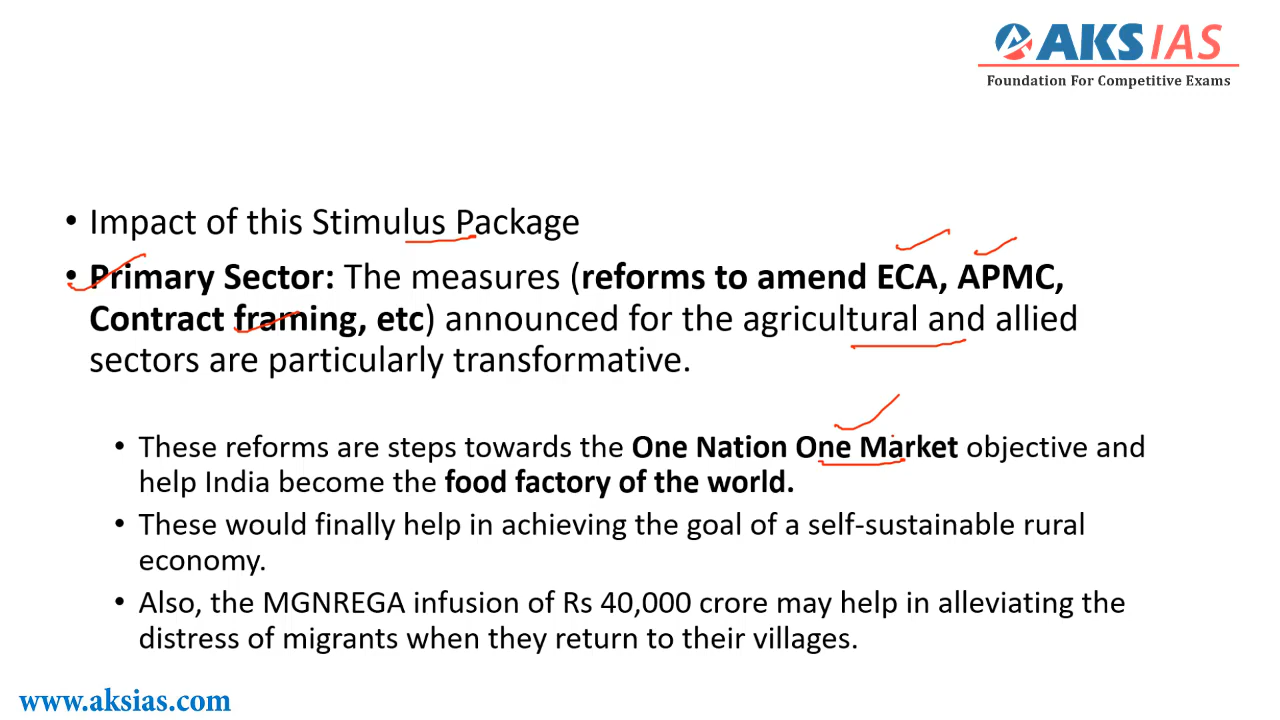 AKS IAS
Foundation For Competitive Exams
• Impact of this Stimulus Package
• Primary Sector: The measures (reforms to amend ECA, APMC,
Contract framing, etc) announced for the agricultural and allied
sectors are particularly transformative.
• These reforms are steps towards the One Nation One Market objective and
help India become the food factory of the world.
• These would finally help in achieving the goal of a self-sustainable rural
economy.
• Also, the MGNREGA infusion of Rs 40,000 crore may help in alleviating the
distress of migrants when they return to their villages.
www.aksias.com